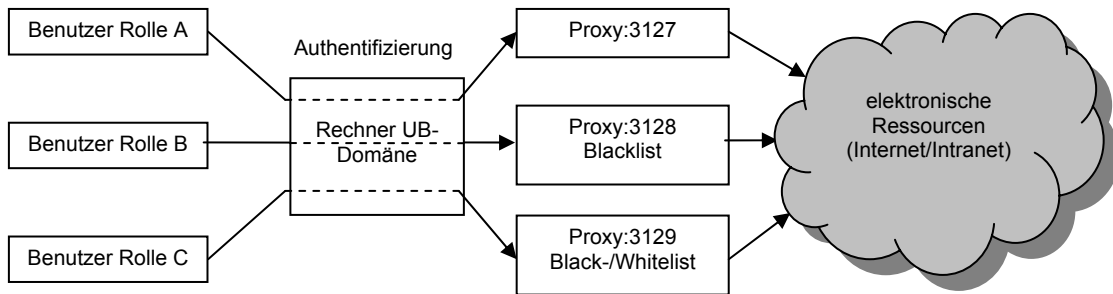 Benutzer Rolle A
Benutzer Rolle B
Benutzer Rolle C
Authentifizierung
Rechner UB-
Domäne
Proxy:3127
Proxy:3128
Blacklist
Proxy:3129
Black-/Whitelist
elektronische
Ressourcen
(Internet/Intranet)